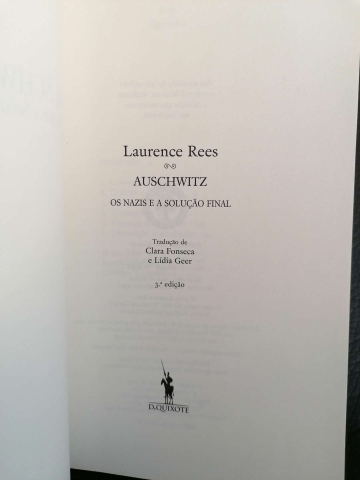 Laurence Rees
AUSCHWITZ
OS NAZIS E A SOLUÇÃO FINAL
Tradução de
Clara Fonseca
e Lídia Geer
3.ª edição
D.QUIXOTE